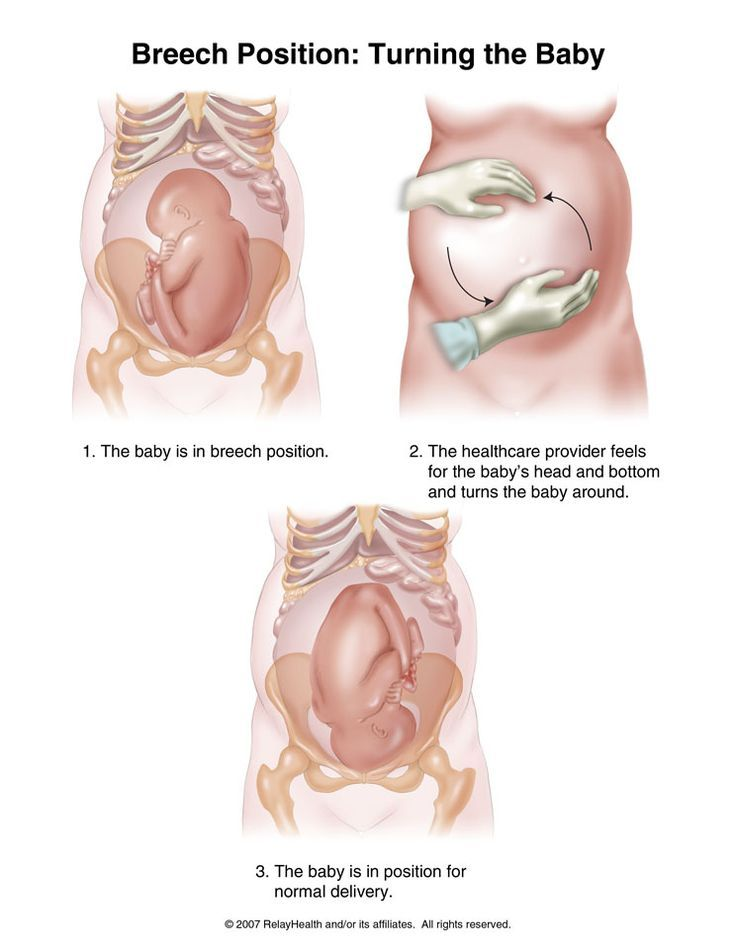 Breech Position: Turning the Baby
1. The baby is in breech position.
2. The healthcare provider feels
for the baby's head and bottom
and turns the baby around.
3. The baby is in position for
normal delivery.
© 2007 RelayHealth and/or its affiliates. All rights reserved.